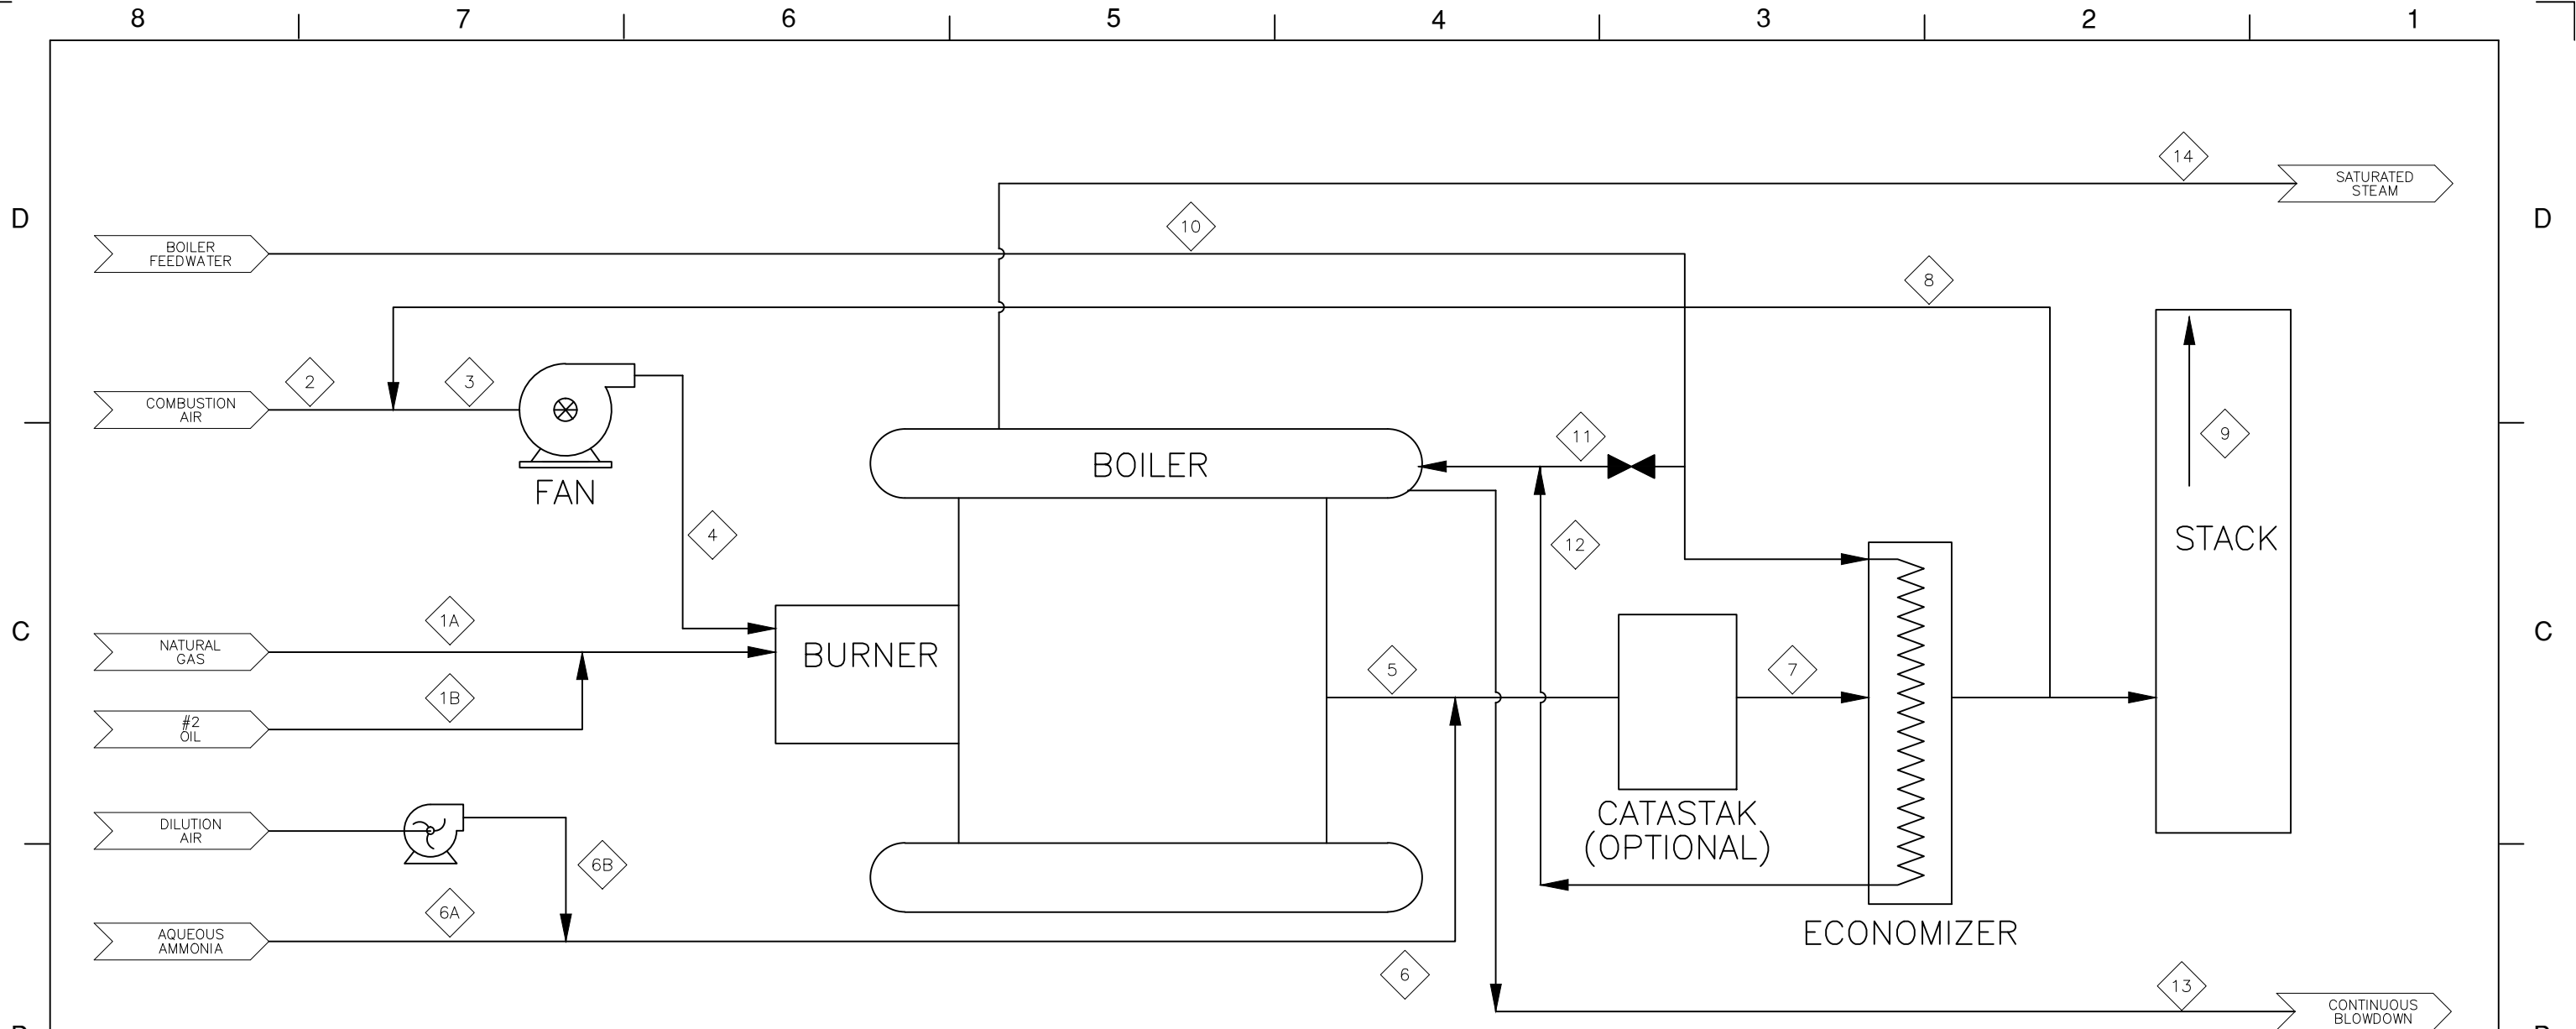 8 7 6 5 4 3 2 1
14
SATURATED
STEAM
D
D
10
BOILER
FEEDWATER
8
2
3
COMBUSTION
AIR
FAN
11
BOILER
9
4
12
STACK
C
C
1A
NATURAL
GAS
BURNER
5
7
1B
#2
OIL
DILUTION
AIR
6B
CATASTAK
(OPTIONAL)
6A
AQUEOUS
AMMONIA
ECONOMIZER
6
13
CONTINUOUS
BLOWDOWN